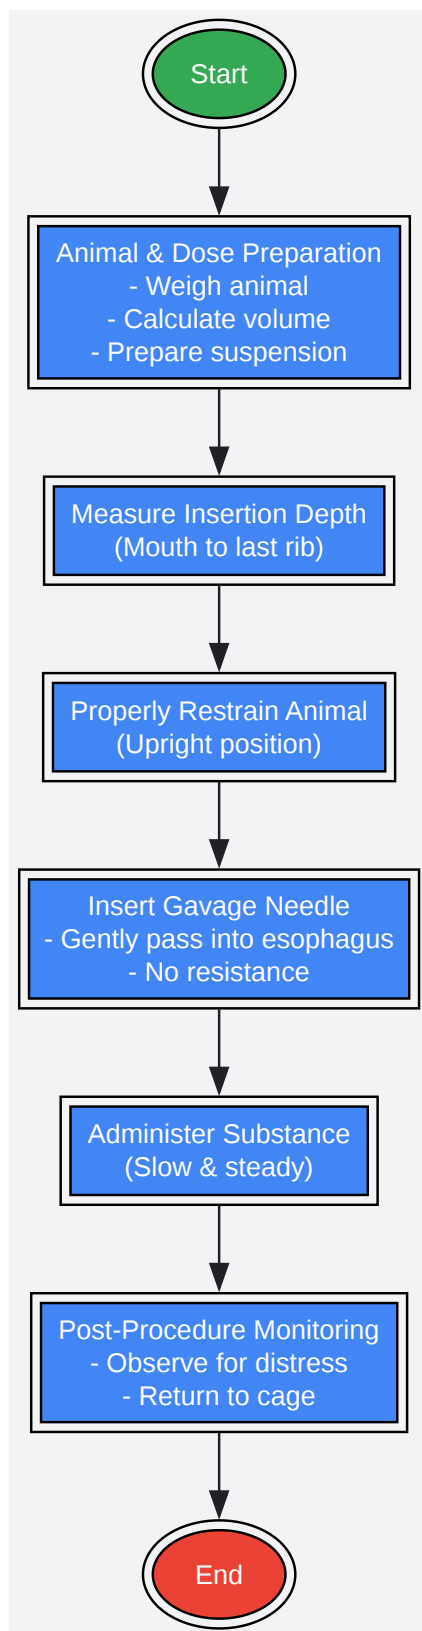 Start
Animal & Dose Preparation
- Weigh animal
- Calculate volume
- Prepare suspension
Measure Insertion Depth
(Mouth to last rib)
Properly Restrain Animal
(Upright position)
Insert Gavage Needle
- Gently pass into esophagus
- No resistance
Administer Substance
(Slow & steady)
Post-Procedure Monitoring
- Observe for distress
- Return to cage
End